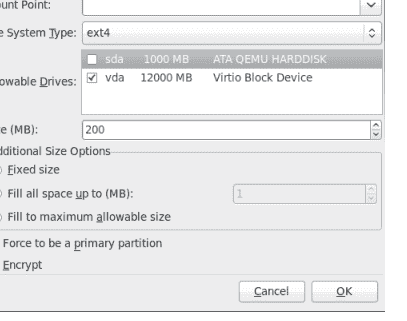 unt Point:
e System Type: ext4
sda 1000 MB ATA QEMU HARDDISK
owable Drives: vda 12000 MB Virtio Block Device
e (MB): 200
dditional Size Options
Fixed size
Fill all space up to (MB): 1
Fill to maximum allowable size
Force to be a primary partition
Encrypt
Cancel OK